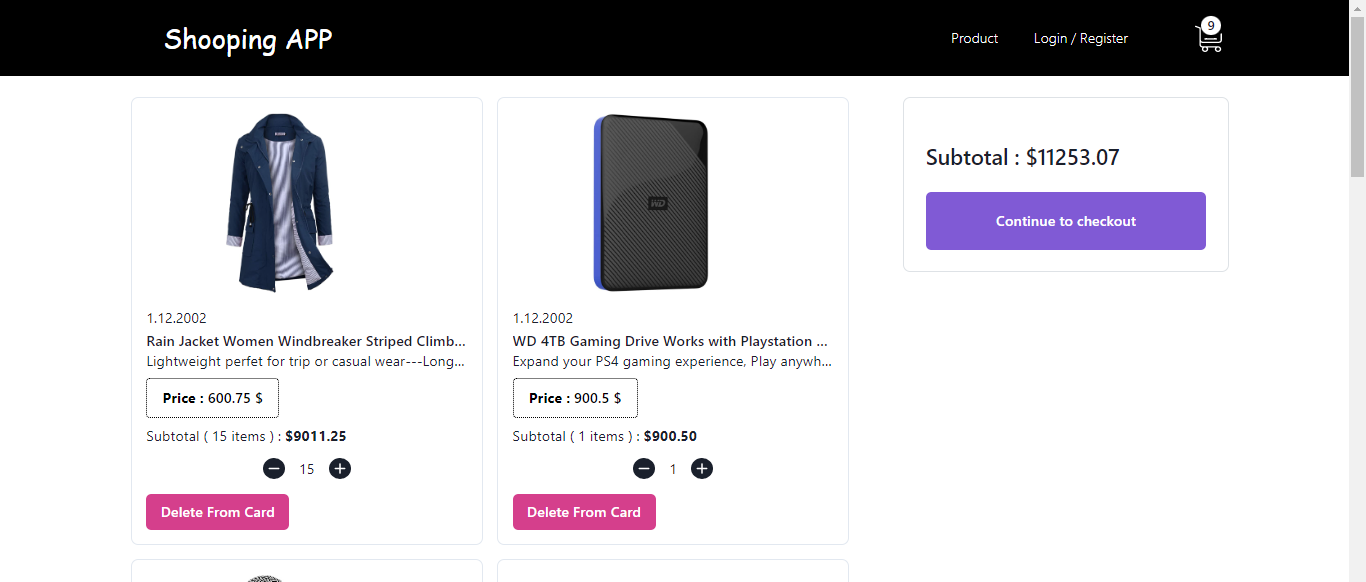 Shooping APP
Product
Login / Register
9
WD
1.12.2002
Rain Jacket Women Windbreaker Striped Climb...
Lightweight perfet for trip or casual wear---Long...
Price : 600.75 $
Subtotal ( 15 items ) : $9011.25
15
Delete From Card
1.12.2002
WD 4TB Gaming Drive Works with Playstation ...
Expand your PS4 gaming experience, Play anywh...
Price : 900.5 $
Subtotal ( 1 items ) : $900.50
1
Delete From Card
Subtotal : $11253.07
Continue to checkout